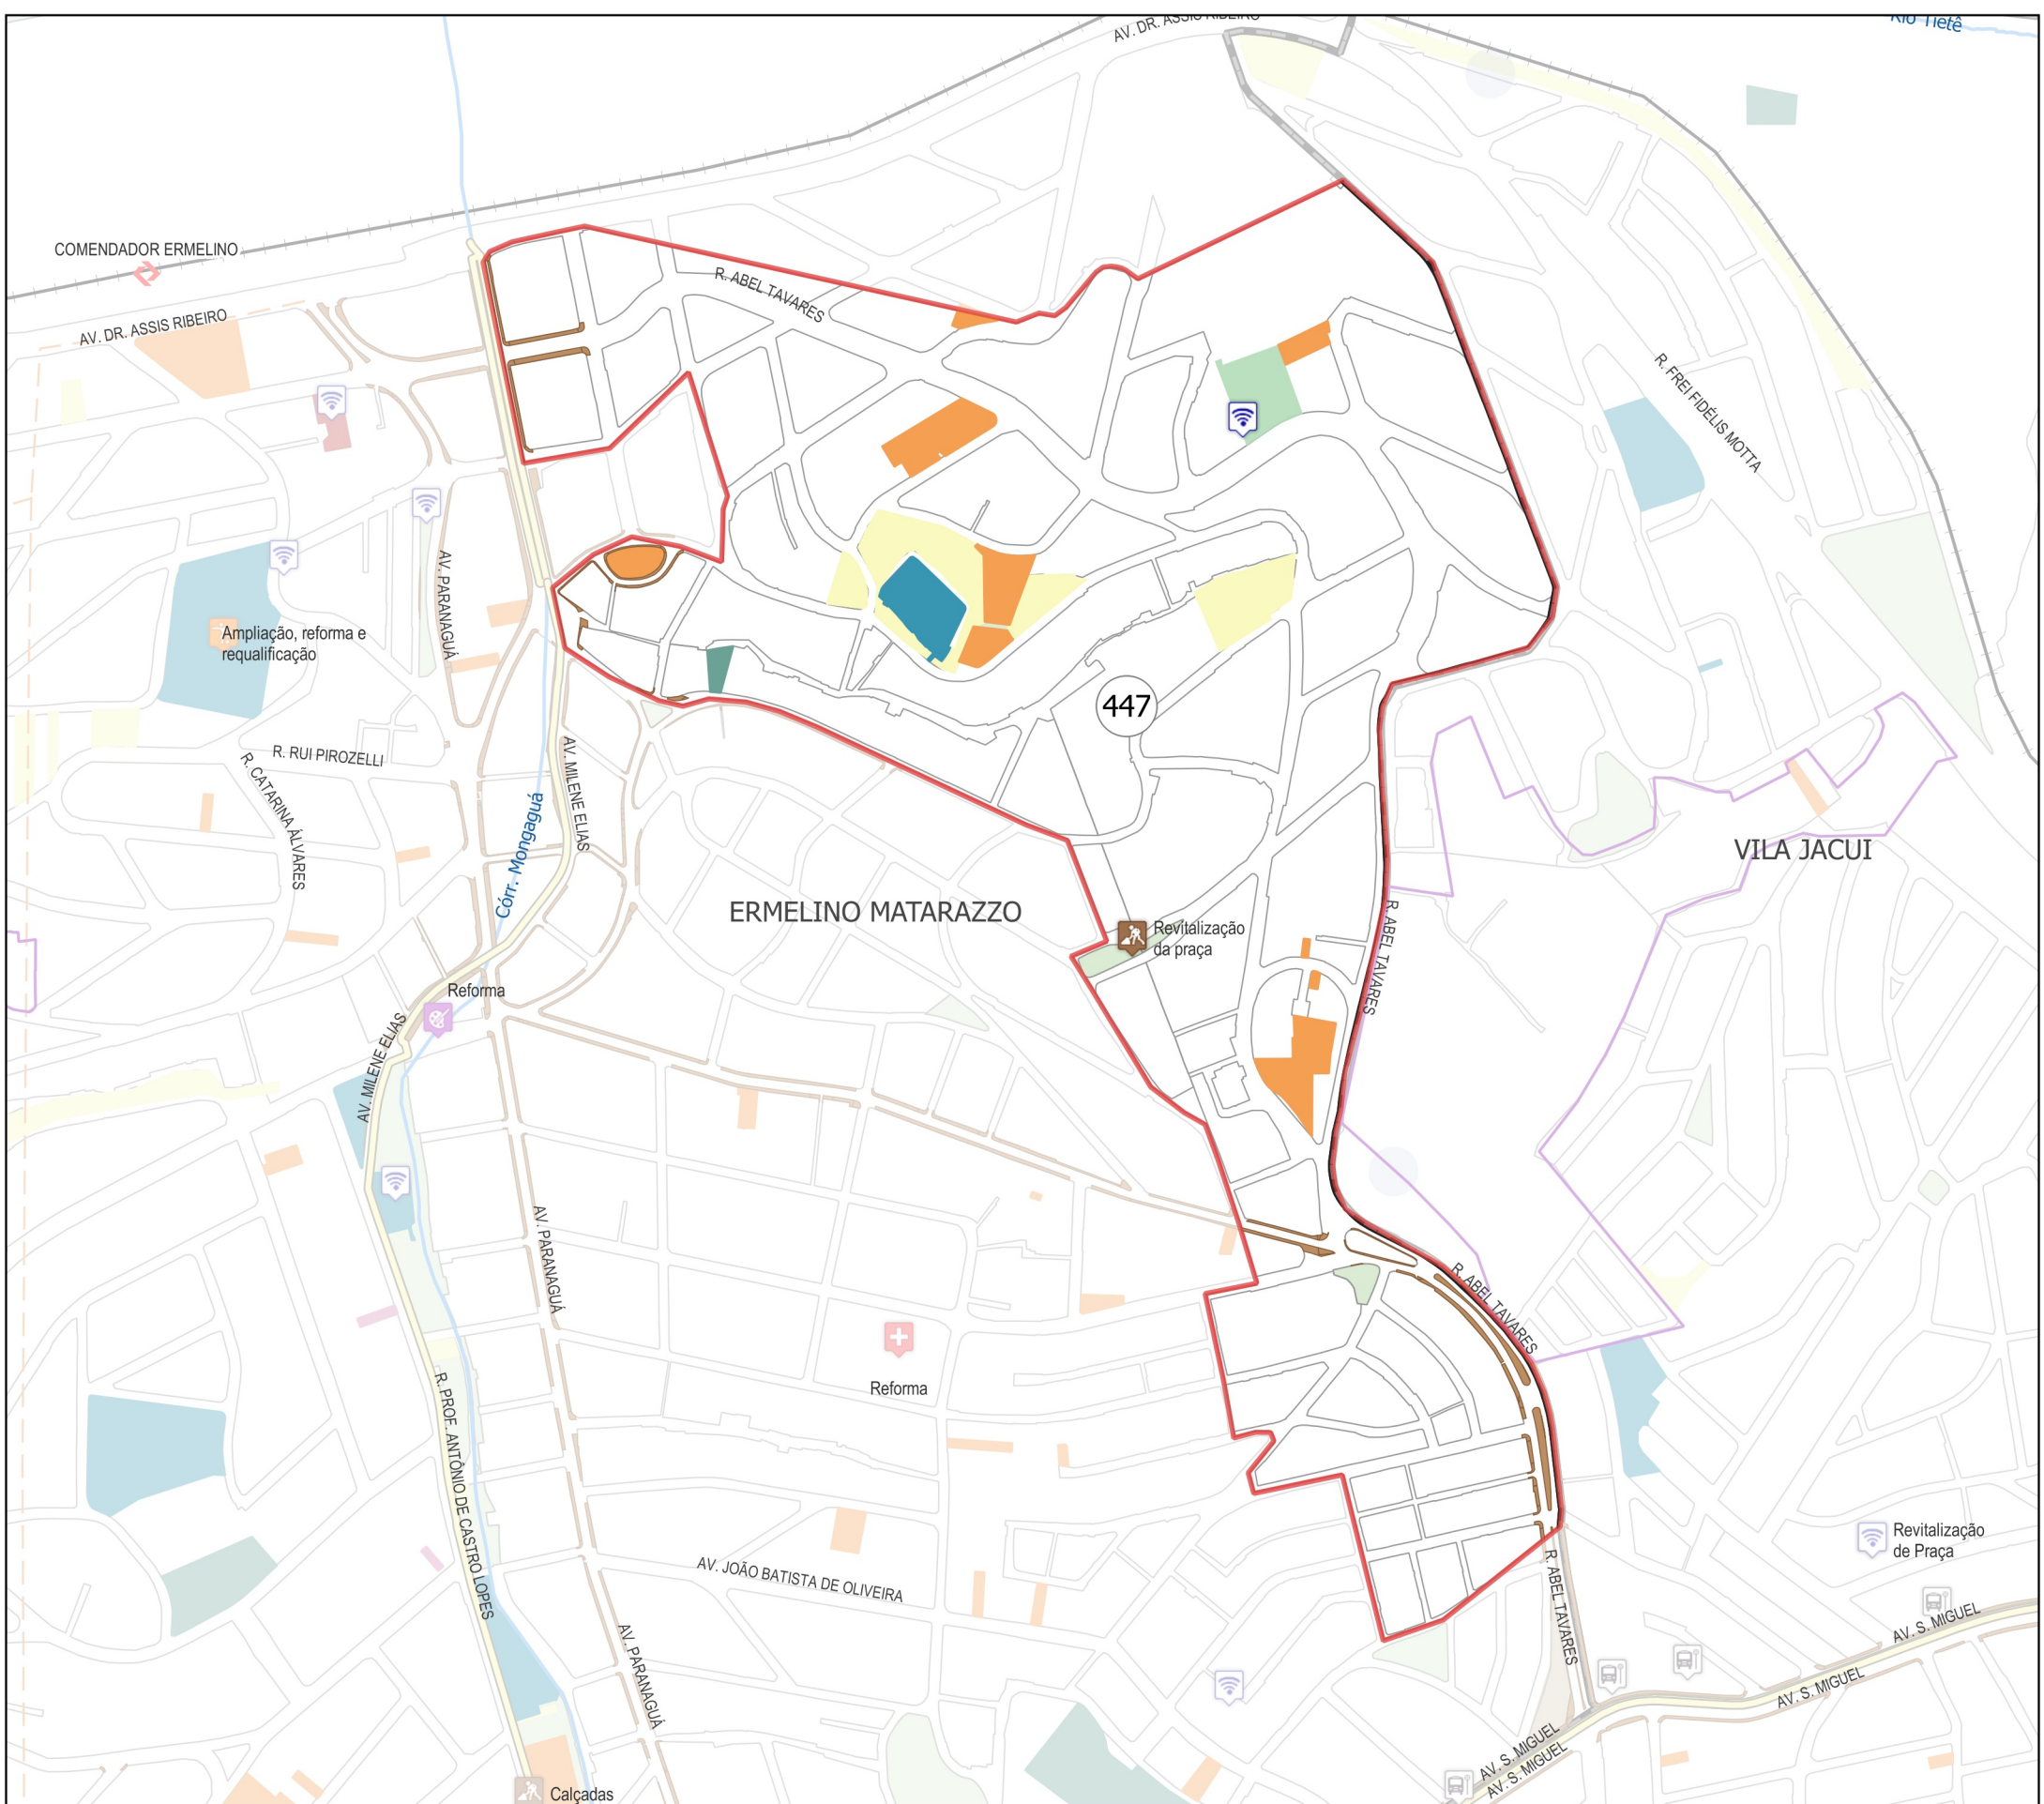 AV. DR. ASSIS RIBEIRO
Rio Tietê
COMENDADOR ERMELINO
R. ABEL TAVARES
AV. DR. ASSIS RIBEIRO
R. FREI FIDÉLIS MOTTA
AV. PARANAGUÁ
Ampliação, reforma e
requalificação
447
R. RUI PIROZELLI
R. CATARINA ÁLVARES
AV. MILENE ELIAS
Córr. Mongaguá
VILA JACUI
ERMELINO MATARAZZO
Revitalização
da praça
R. ABEL TAVARES
Reforma
AV. MILENE ELIAS
AV. PARANAGUÁ
R. ABEL TAVARES
Reforma
R. PROF. ANTÔNIO DE CASTRO LOPES
Revitalização
de Praça
AV. JOÃO BATISTA DE OLIVEIRA
R. ABEL TAVARES
AV. S. MIGUEL
AV. PARANAGUÁ
AV. S. MIGUEL
AV. S. MIGUEL
AV. S. MIGUEL
Calçadas